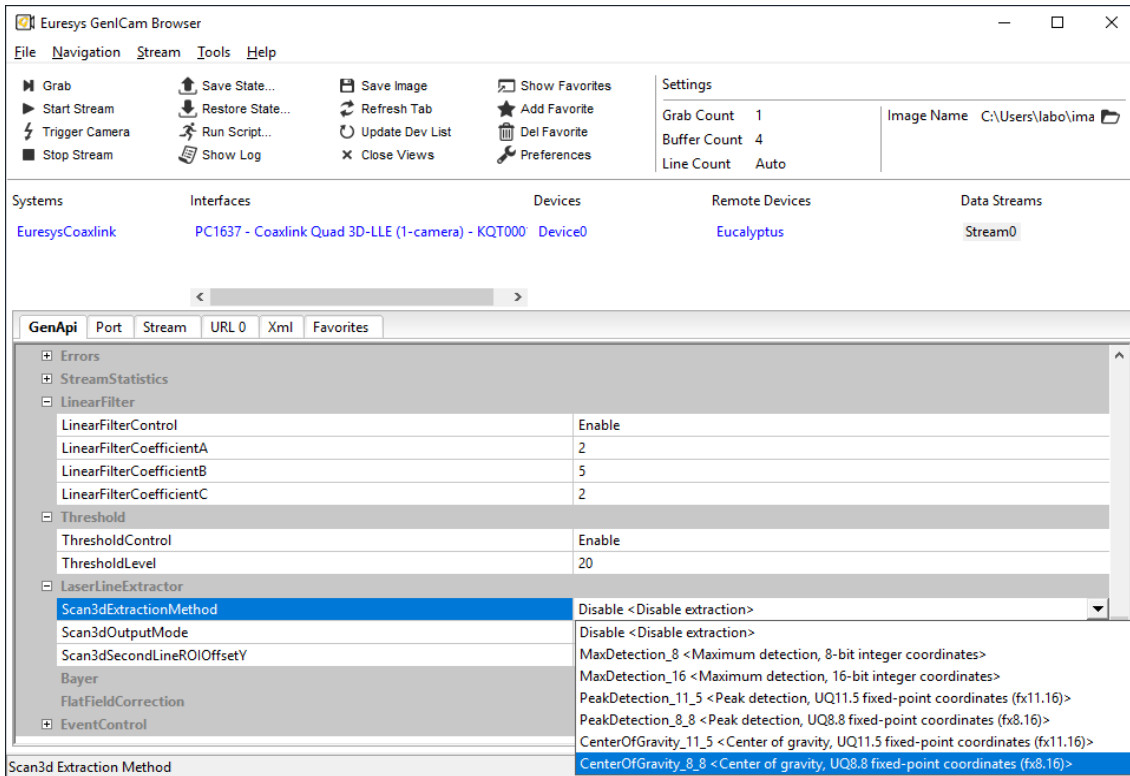 Euresys GenICam Browser
File Navigation Stream Tools Help
Grab Save State... Save Image Show Favorites Settings
Start Stream Restore State... Refresh Tab Add Favorite Grab Count 1 Image Name C:\Users\labo\ima
Trigger Camera Run Script... Update Dev List Del Favorite Buffer Count 4
Stop Stream Show Log Close Views Preferences Line Count Auto
Systems Interfaces Devices Remote Devices Data Streams
EuresysCoaxlink PC1637 - Coaxlink Quad 3D-LLE (1-camera) - KQT000 Device0 Eucalyptus Stream0
GenApi Port Stream URL 0 Xml Favorites
Errors
StreamStatistics
LinearFilter
LinearFilterControl Enable
LinearFilterCoefficientA 2
LinearFilterCoefficientB 5
LinearFilterCoefficientC 2
Threshold
ThresholdControl Enable
ThresholdLevel 20
LaserLineExtractor
Scan3dExtractionMethod Disable <Disable extraction>
Scan3dOutputMode Disable <Disable extraction>
Scan3dSecondLineROIOffsetY MaxDetection_8 <Maximum detection, 8-bit integer coordinates>
Bayer MaxDetection_16 <Maximum detection, 16-bit integer coordinates>
FlatFieldCorrection PeakDetection_11_5 <Peak detection, UQ11.5 fixed-point coordinates (fx11.16)>
EventControl PeakDetection_8_8 <Peak detection, UQ8.8 fixed-point coordinates (fx8.16)>
CenterOfGravity_11_5 <Center of gravity, UQ11.5 fixed-point coordinates (fx11.16)>
Scan3d Extraction Method CenterOfGravity_8_8 <Center of gravity, UQ8.8 fixed-point coordinates (fx8.16)>